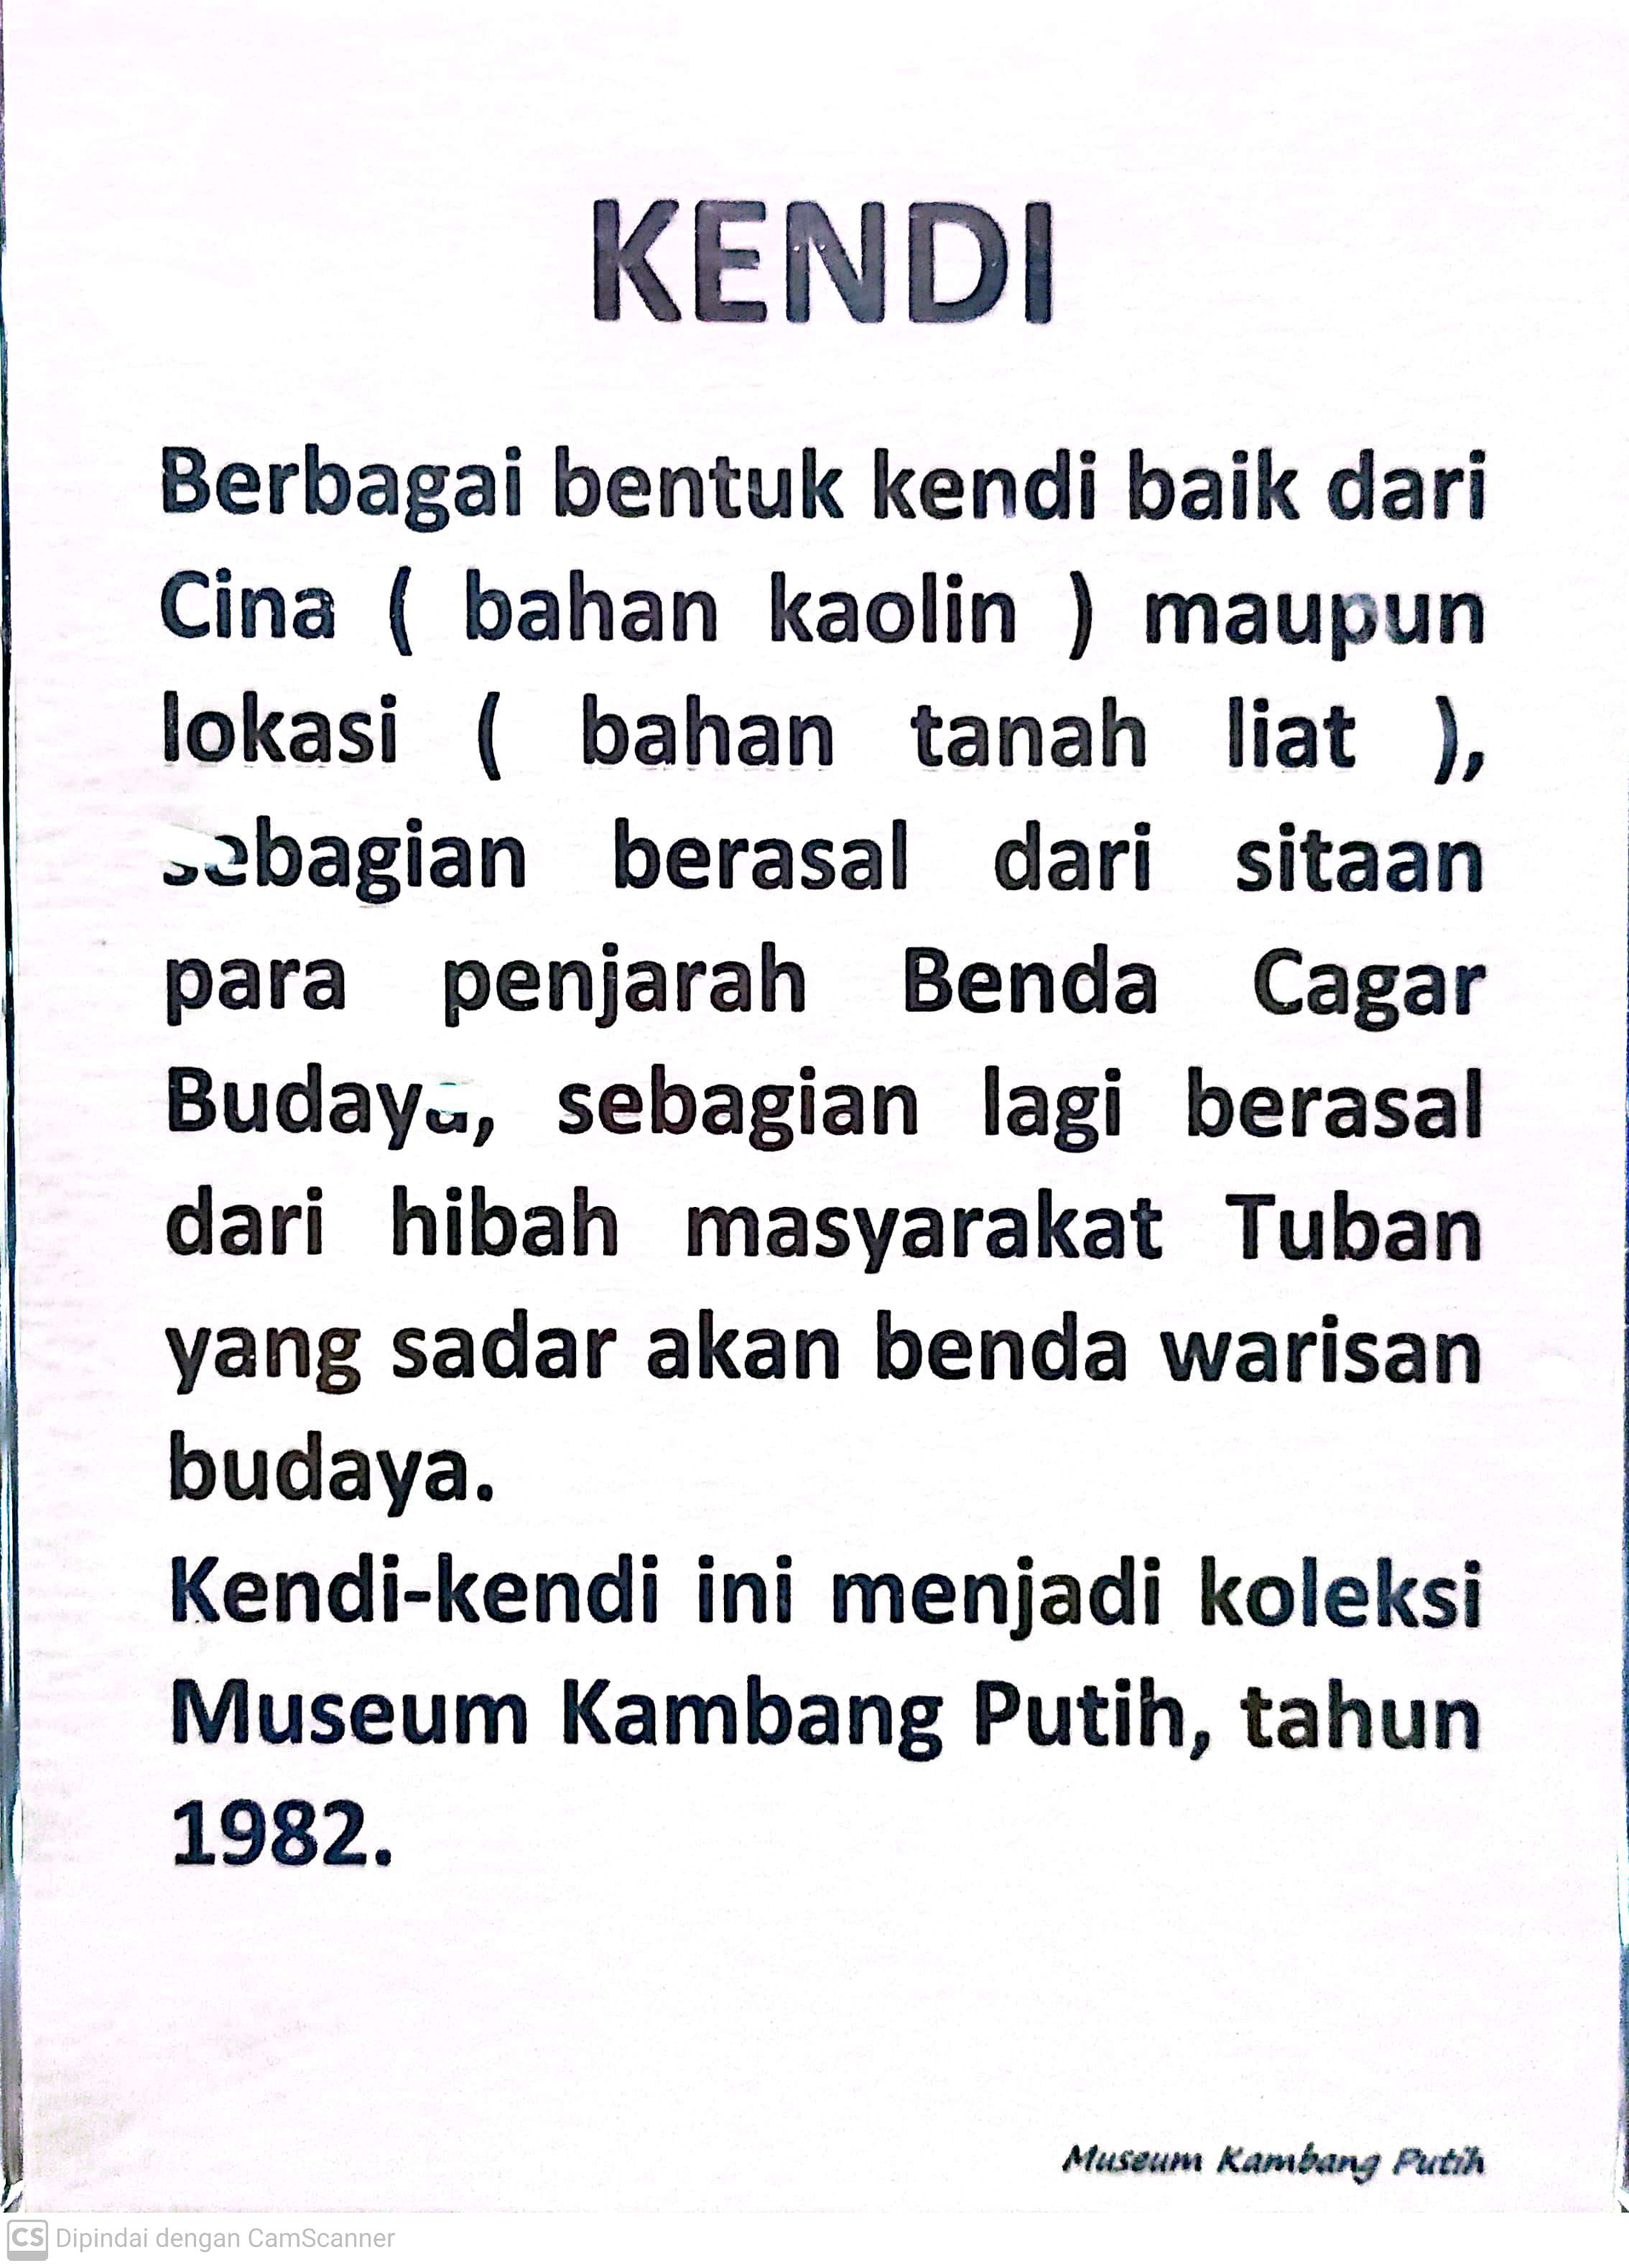 KENDI
Berbagai bentuk kendi baik dari
Cina ( bahan kaolin ) maupun
lokasi ( bahan tanah liat ),
sebagian berasal dari sitaan
para penjarah Benda Cagar
Budaya, sebagian lagi berasal
dari hibah masyarakat Tuban
yang sadar akan benda warisan
budaya.
Kendi-kendi ini menjadi koleksi
Museum Kambang Putih, tahun
1982.
Museum Kambang Putih
CS Dipindai dengan CamScanner